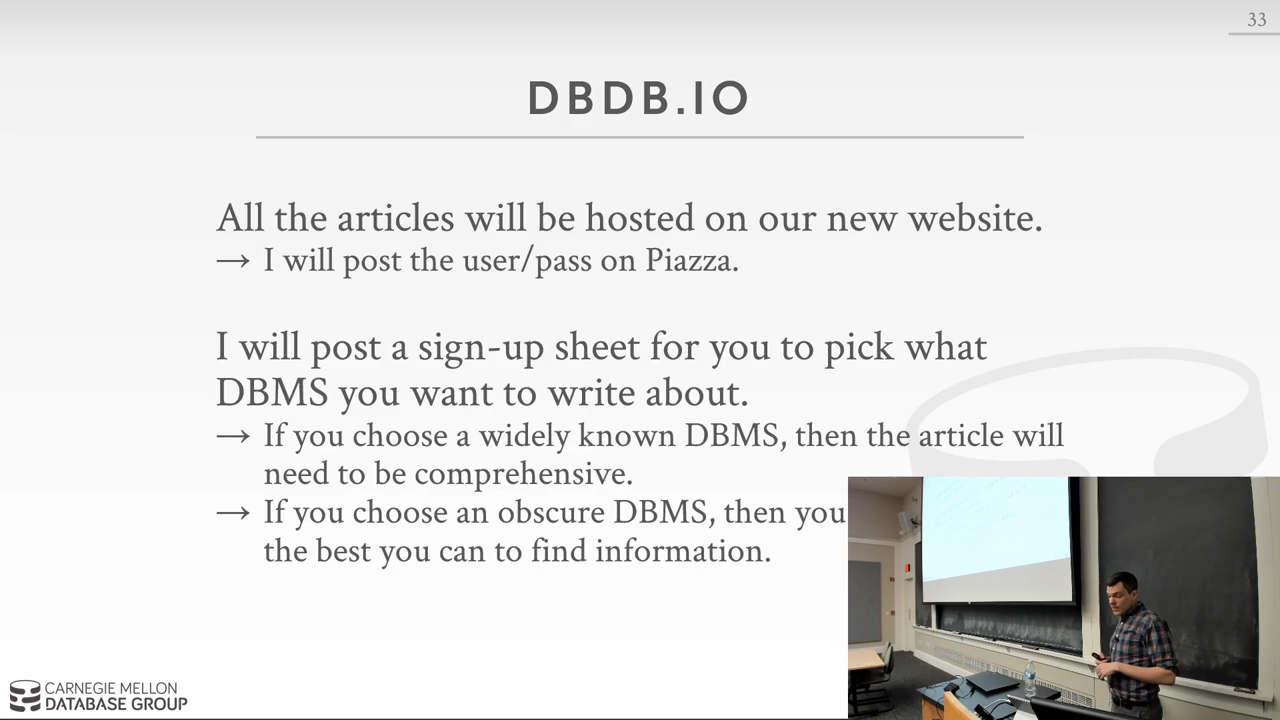 33
DBDB.IO
All the articles will be hosted on our new website.
→ I will post the user/pass on Piazza.
I will post a sign-up sheet for you to pick what
DBMS you want to write about.
→ If you choose a widely known DBMS, then the article will
need to be comprehensive.
→ If you choose an obscure DBMS, then you
the best you can to find information.
CARNEGIE MELLON
DATABASE GROUP